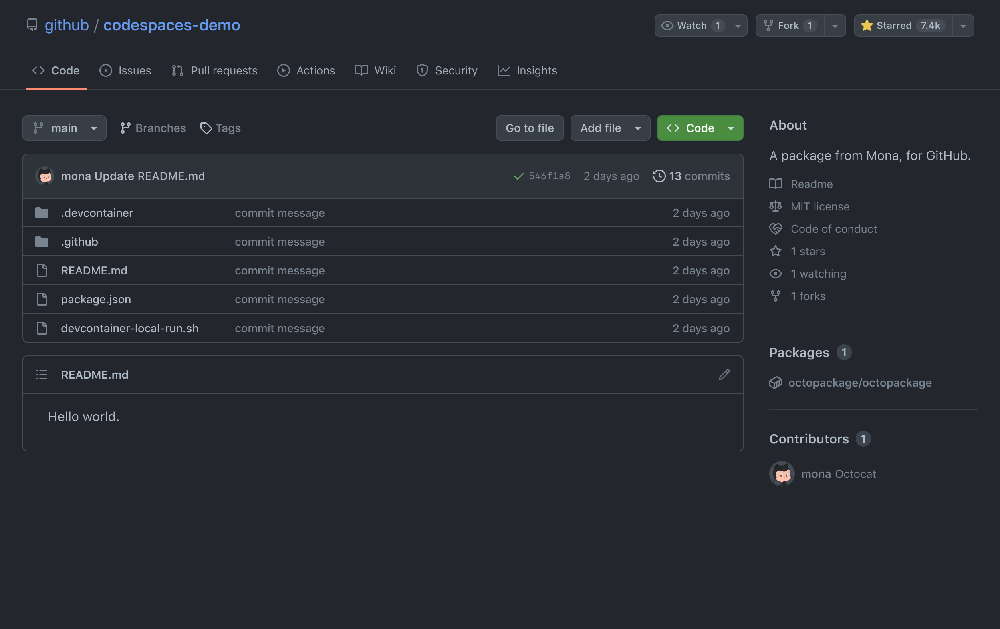 github / codespaces-demo
Watch 1
Fork 1
Starred 7.4k
Code
Issues
Pull requests
Actions
Wiki
Security
Insights
main
Branches
Tags
Go to file
Add file
Code
mona Update README.md
546f1a8
2 days ago
13 commits
.devcontainer commit message 2 days ago
.github commit message 2 days ago
README.md commit message 2 days ago
package.json commit message 2 days ago
devcontainer-local-run.sh commit message 2 days ago
README.md
Hello world.
About
A package from Mona, for GitHub.
Readme
MIT license
Code of conduct
1 stars
1 watching
1 forks
Packages 1
octopackage/octopackage
Contributors 1
mona Octocat